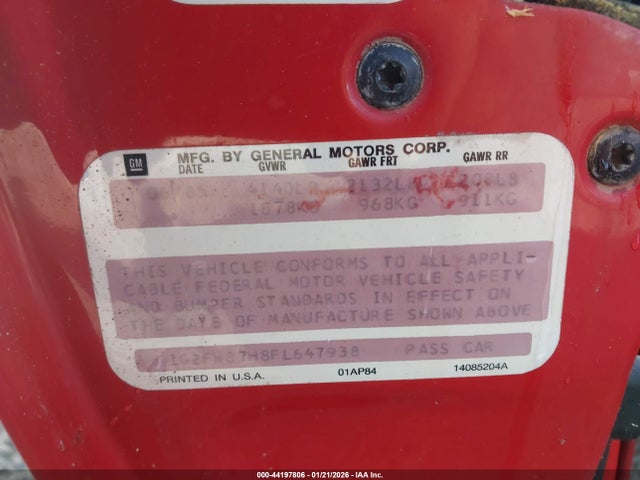 GM MFG. BY GENERAL MOTORS CORP.
DATE GVWR GAWR FRT GAWR RR
968KG 911KG
THIS VEHICLE CONFORMS TO ALL APPLI-
CABLE FEDERAL MOTOR VEHICLE SAFETY
AND BUMPER STANDARDS IN EFFECT ON
THE DATE OF MANUFACTURE SHOWN ABOVE
1G2FW87H8FL647938 PASS CAR
PRINTED IN U.S.A. 01AP84 14085204A
000-44197806 - 01/21/2026 - IAA Inc.